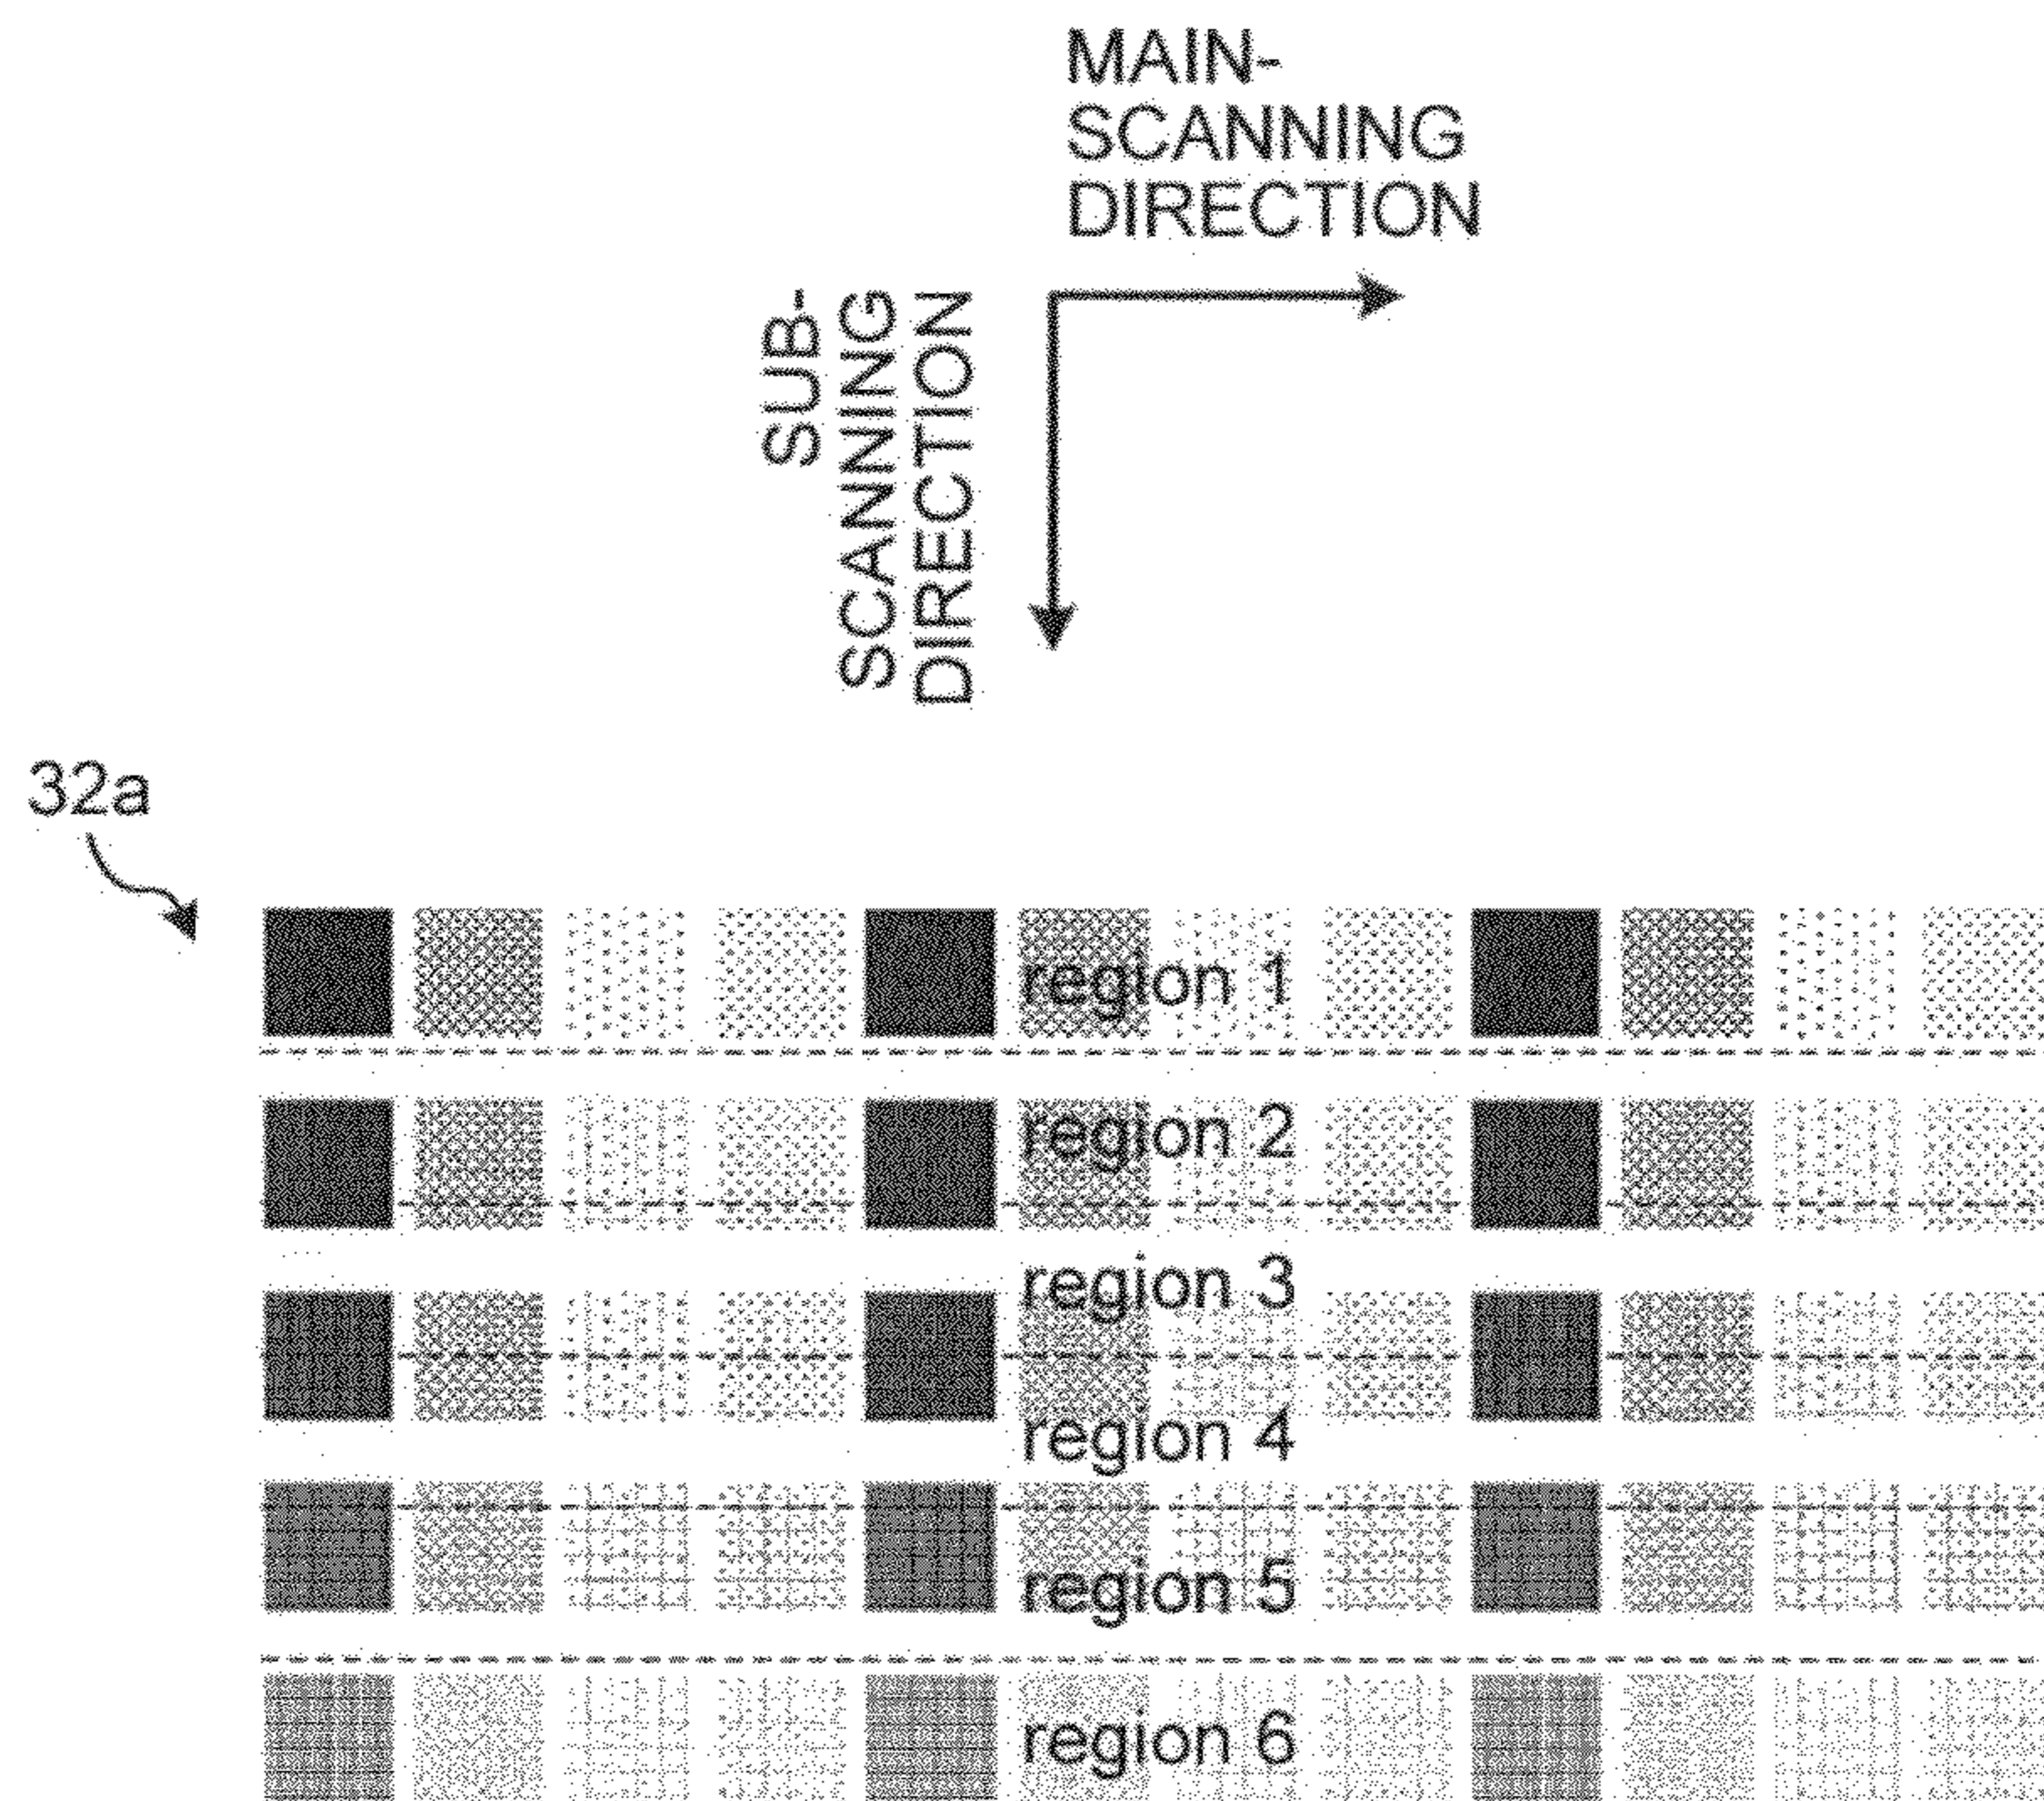 MAIN-
SCANNING
DIRECTION
SUB-
SCANNING
DIRECTION
32a
region 1
region 2
region 3
region 4
region 5
region 6